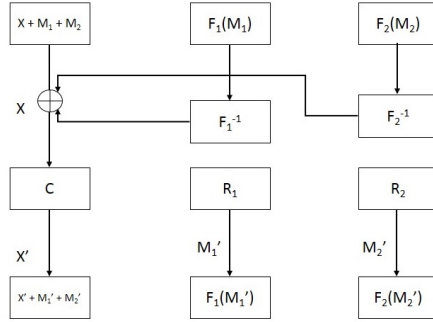 X + M₁ + M₂
F₁(M₁)
F₂(M₂)
X
F₁⁻¹
F₂⁻¹
C
R₁
R₂
X'
M₁'
M₂'
X' + M₁' + M₂'
F₁(M₁')
F₂(M₂')